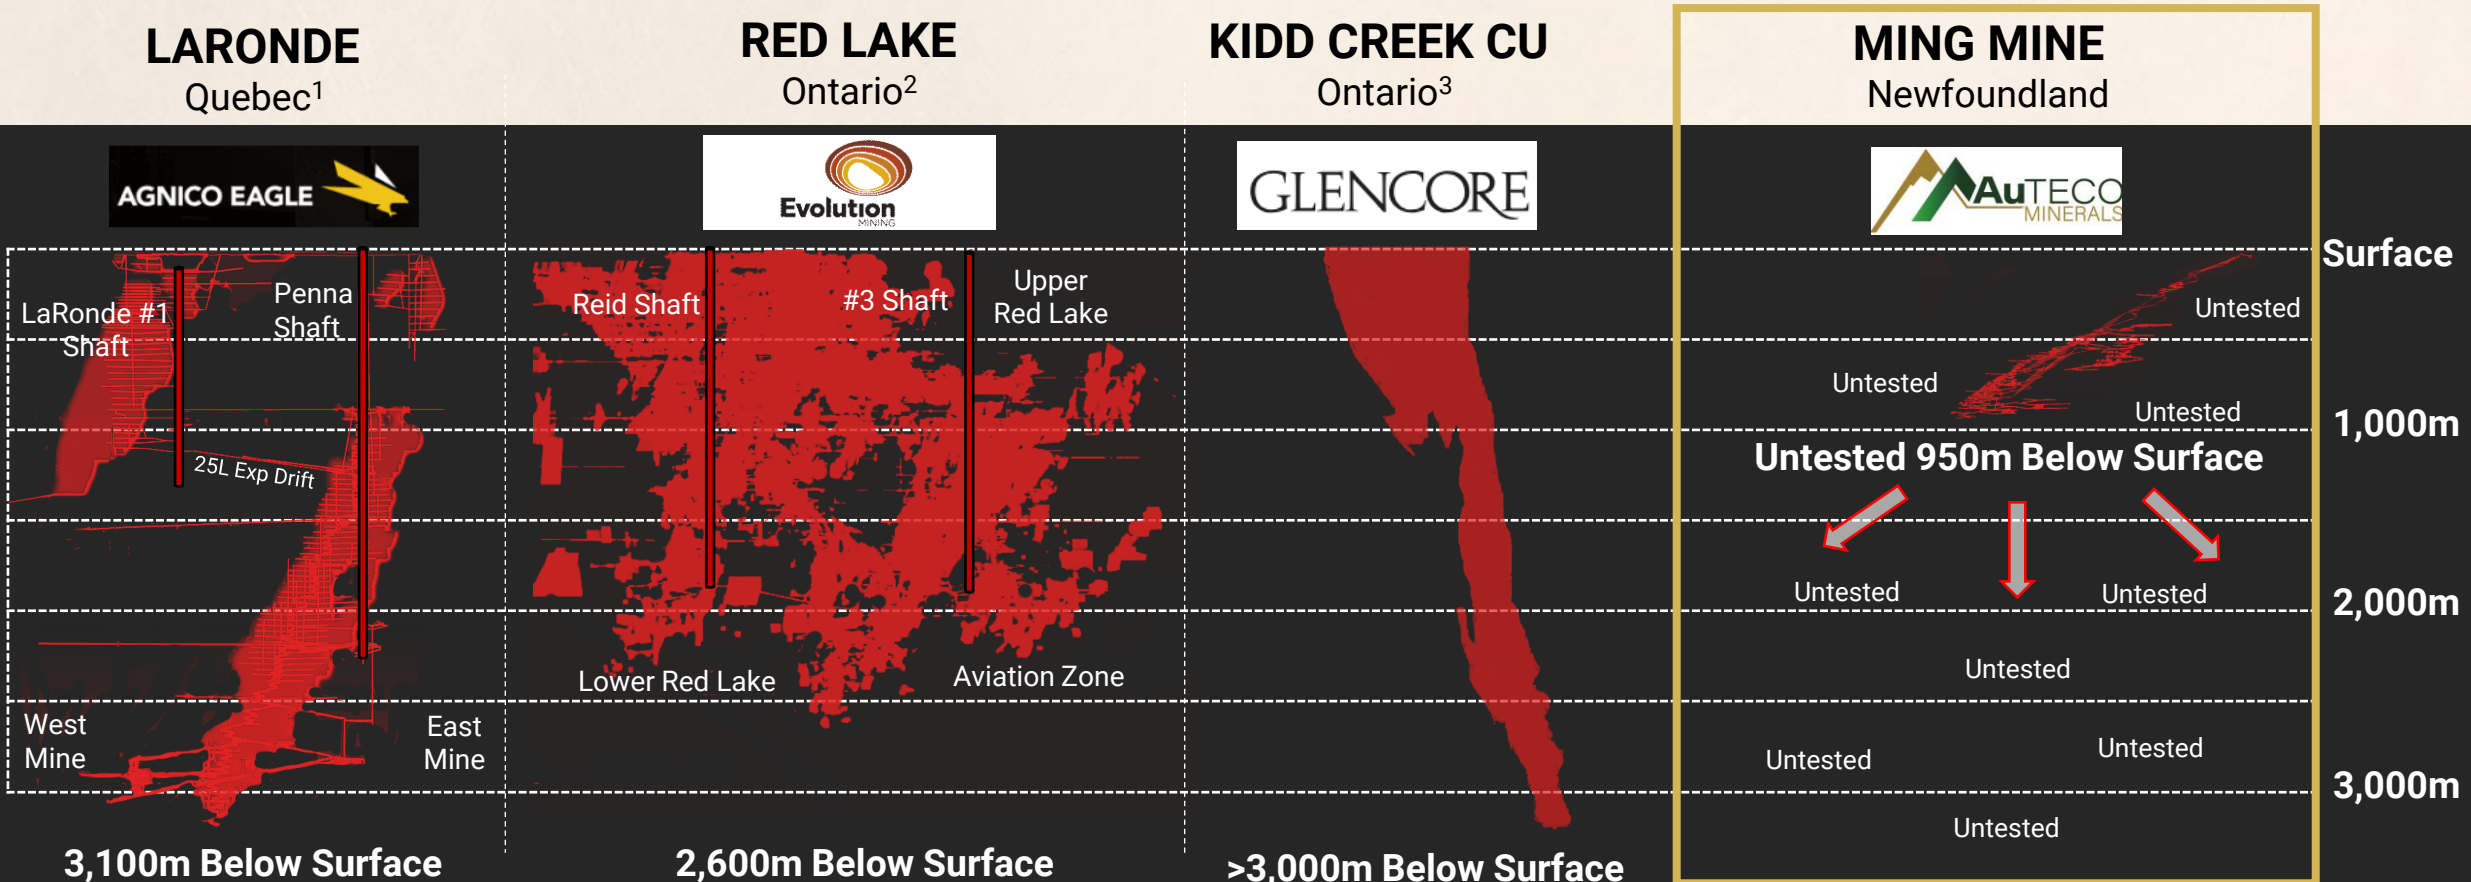 LARONDE
Quebec1
RED LAKE
Ontario2
KIDD CREEK CU
Ontario3
MING MINE
Newfoundland
AGNICO EAGLE
Evolution
MINING
GLENCORE
AuTECO
MINERALS
Surface
1,000m
2,000m
3,000m
LaRonde #1
Shaft
Penna
Shaft
25L Exp Drift
West
Mine
East
Mine
3,100m Below Surface
Reid Shaft
#3 Shaft
Upper
Red Lake
Lower Red Lake
Aviation Zone
2,600m Below Surface
>3,000m Below Surface
Untested
Untested
Untested
Untested 950m Below Surface
Untested
Untested
Untested
Untested
Untested
Untested